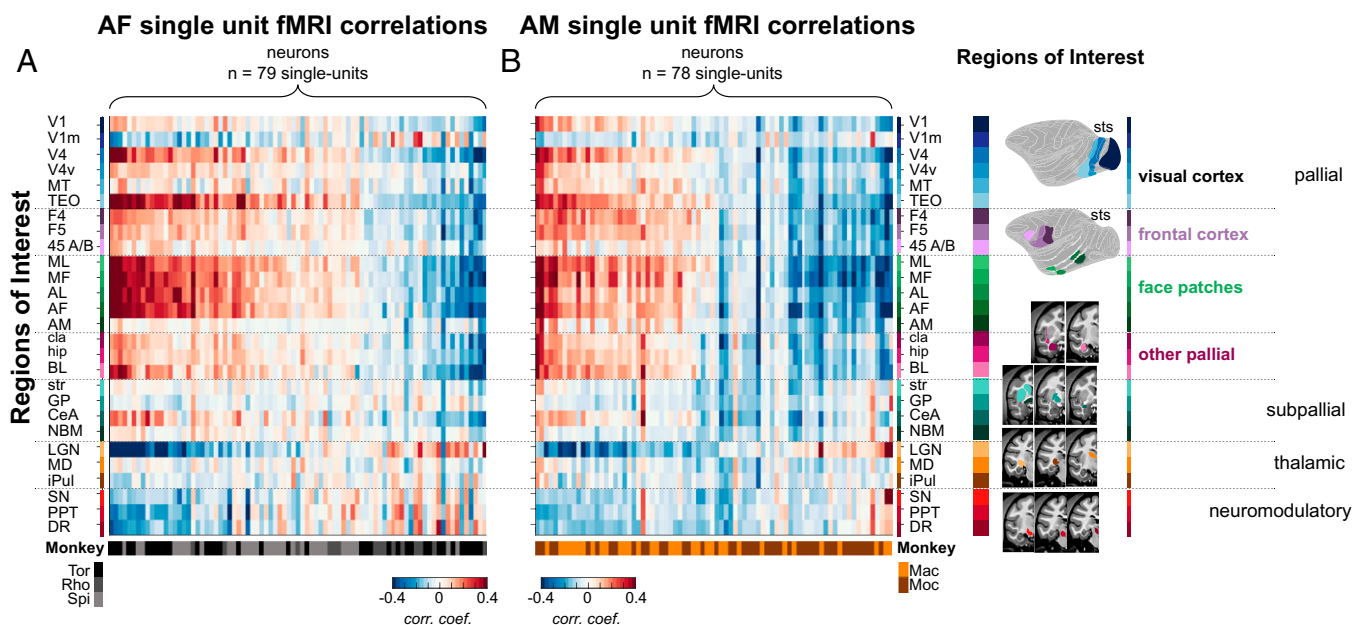 AF single unit fMRI correlations
AM single unit fMRI correlations
A
neurons
n = 79 single-units
B
neurons
n = 78 single-units
Regions of Interest
Regions of Interest
V1
V1m
V4
V4v
MT
TEO
F4
F5
45 A/B
ML
MF
AL
AF
AM
cla
hip
BL
str
GP
CeA
NBM
LGN
MD
iPul
SN
PPT
DR
Monkey
Tor
Rho
Spi
-0.4 0 0.4
corr. coef.
-0.4 0 0.4
corr. coef.
V1
V1m
V4
V4v
MT
TEO
F4
F5
45 A/B
ML
MF
AL
AF
AM
cla
hip
BL
str
GP
CeA
NBM
LGN
MD
iPul
SN
PPT
DR
Monkey
Mac
Moc
sts
sts
visual cortex
frontal cortex
face patches
other pallial
pallial
subpallial
thalamic
neuromodulatory